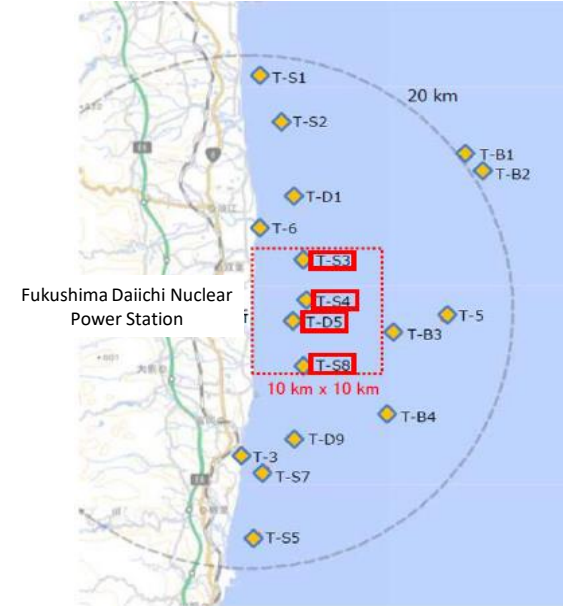 T-S1
20 km
T-S2
T-B1
T-B2
T-D1
T-6
T-S3
Fukushima Daiichi Nuclear
Power Station
T-S4
T-D5
T-5
T-B3
T-S8
10 km x 10 km
T-B4
T-D9
T-3
T-S7
T-S5